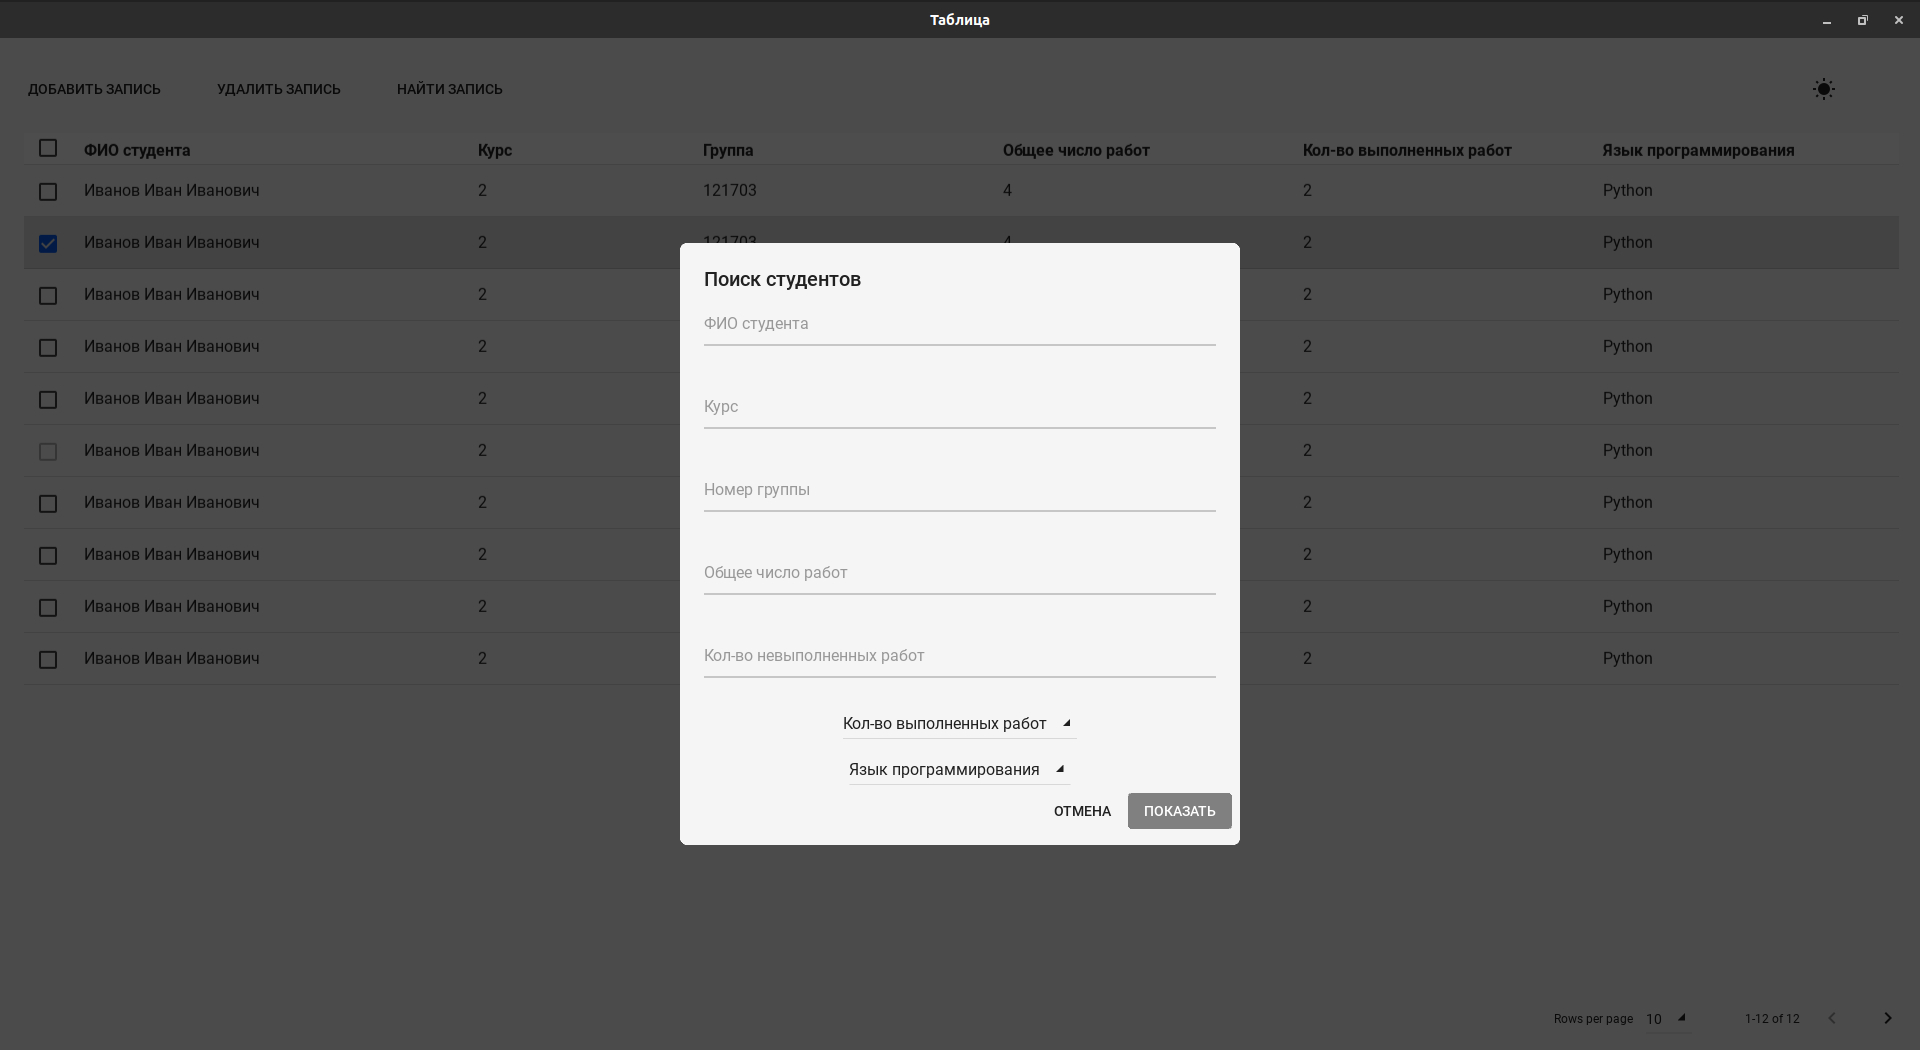 Таблица
ДОБАВИТЬ ЗАПИСЬ УДАЛИТЬ ЗАПИСЬ НАЙТИ ЗАПИСЬ
ФИО студента Курс Группа Общее число работ Кол-во выполненных работ Язык программирования
Иванов Иван Иванович 2 121703 4 2 Python
Иванов Иван Иванович 2 121703 4 2 Python
Иванов Иван Иванович 2 2 Python
Иванов Иван Иванович 2 2 Python
Иванов Иван Иванович 2 2 Python
Иванов Иван Иванович 2 2 Python
Иванов Иван Иванович 2 2 Python
Иванов Иван Иванович 2 2 Python
Иванов Иван Иванович 2 2 Python
Иванов Иван Иванович 2 2 Python
Поиск студентов
ФИО студента
Курс
Номер группы
Общее число работ
Кол-во невыполненных работ
Кол-во выполненных работ
Язык программирования
ОТМЕНА ПОКАЗАТЬ
Rows per page 10 1-12 of 12